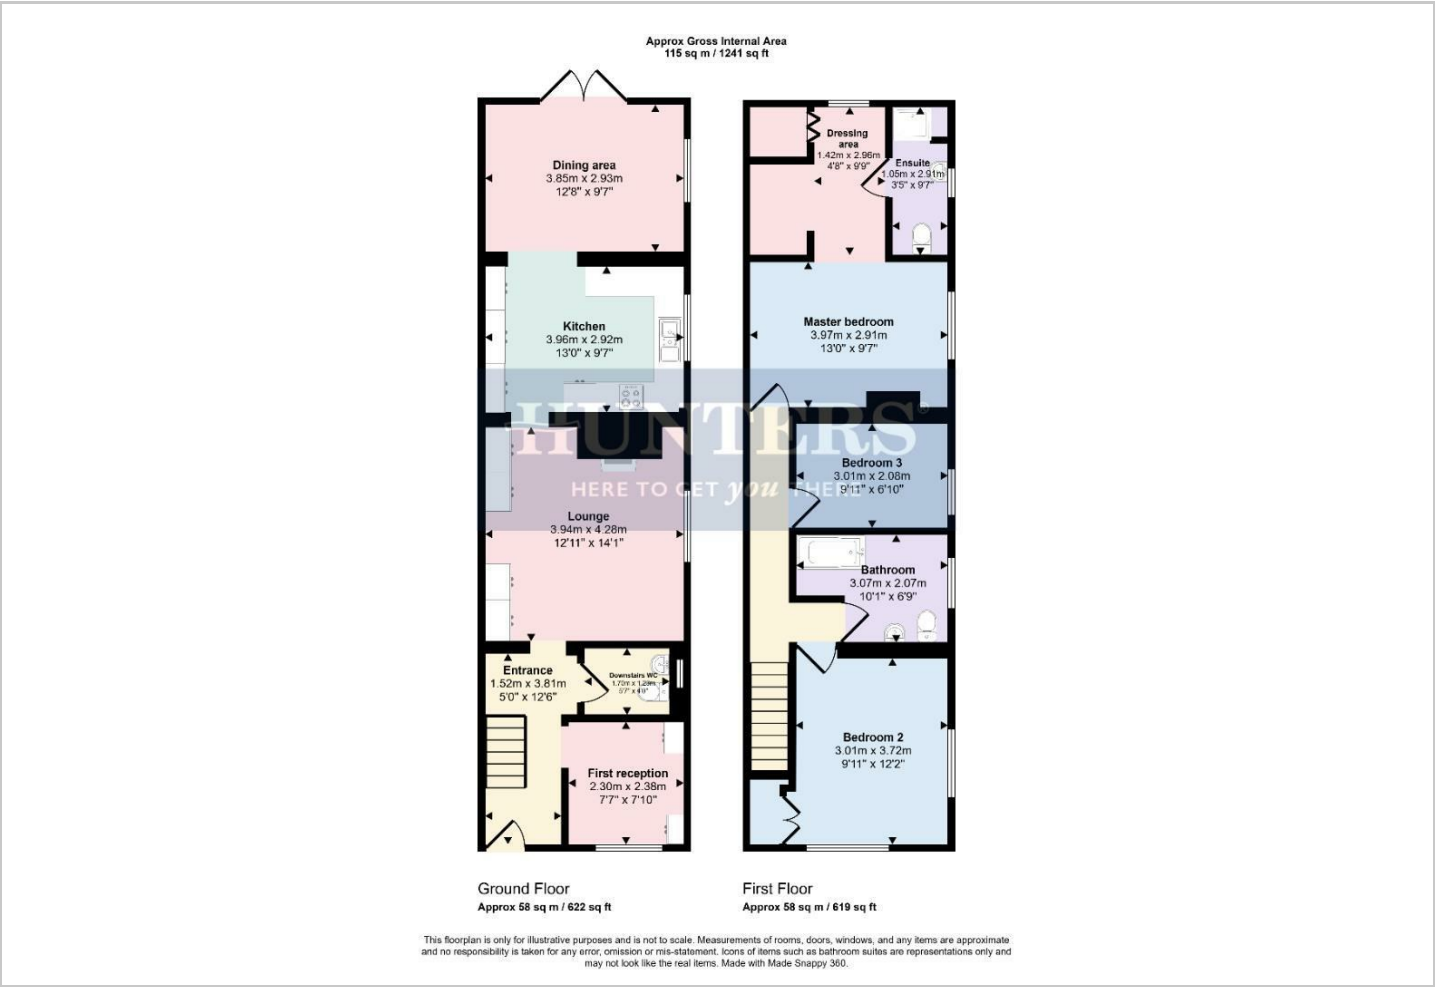 Approx Gross Internal Area
115 sq m / 1241 sq ft
Dining area
3.85m x 2.93m
12'8" x 9'7"
Kitchen
3.96m x 2.92m
13'0" x 9'7"
Lounge
3.94m x 4.28m
12'11" x 14'1"
Entrance
1.52m x 3.81m
5'0" x 12'6"
Downstairs WC
1.73m x
5'7" x
First reception
2.30m x 2.38m
7'7" x 7'10"
Ground Floor
Approx 58 sq m / 622 sq ft
Dressing
area
1.42m x 2.96m
4'8" x 9'9"
Ensuite
1.05m x 2.91m
3'5" x 9'7"
Master bedroom
3.97m x 2.91m
13'0" x 9'7"
Bedroom 3
3.01m x 2.08m
9'11" x 6'10"
Bathroom
3.07m x 2.07m
10'1" x 6'9"
Bedroom 2
3.01m x 3.72m
9'11" x 12'2"
First Floor
Approx 58 sq m / 619 sq ft
HUNTERS®
HERE TO GET you THERE
This floorplan is only for illustrative purposes and is not to scale. Measurements of rooms, doors, windows, and any items are approximate
and no responsibility is taken for any error, omission or mis-statement. Icons of items such as bathroom suites are representations only and
may not look like the real items. Made with Made Snappy 360.